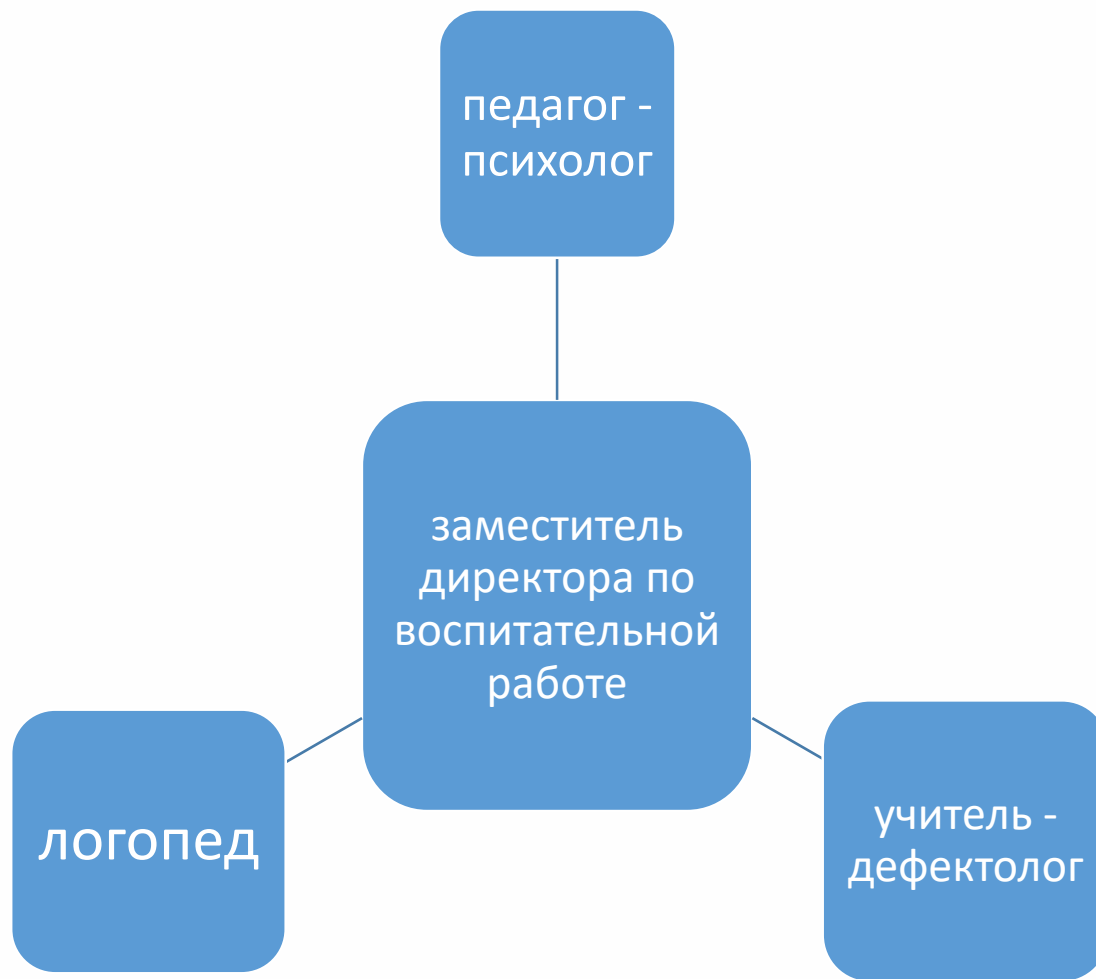 педагог -
психолог
заместитель
директора по
воспитательной
работе
логопед
учитель -
дефектолог